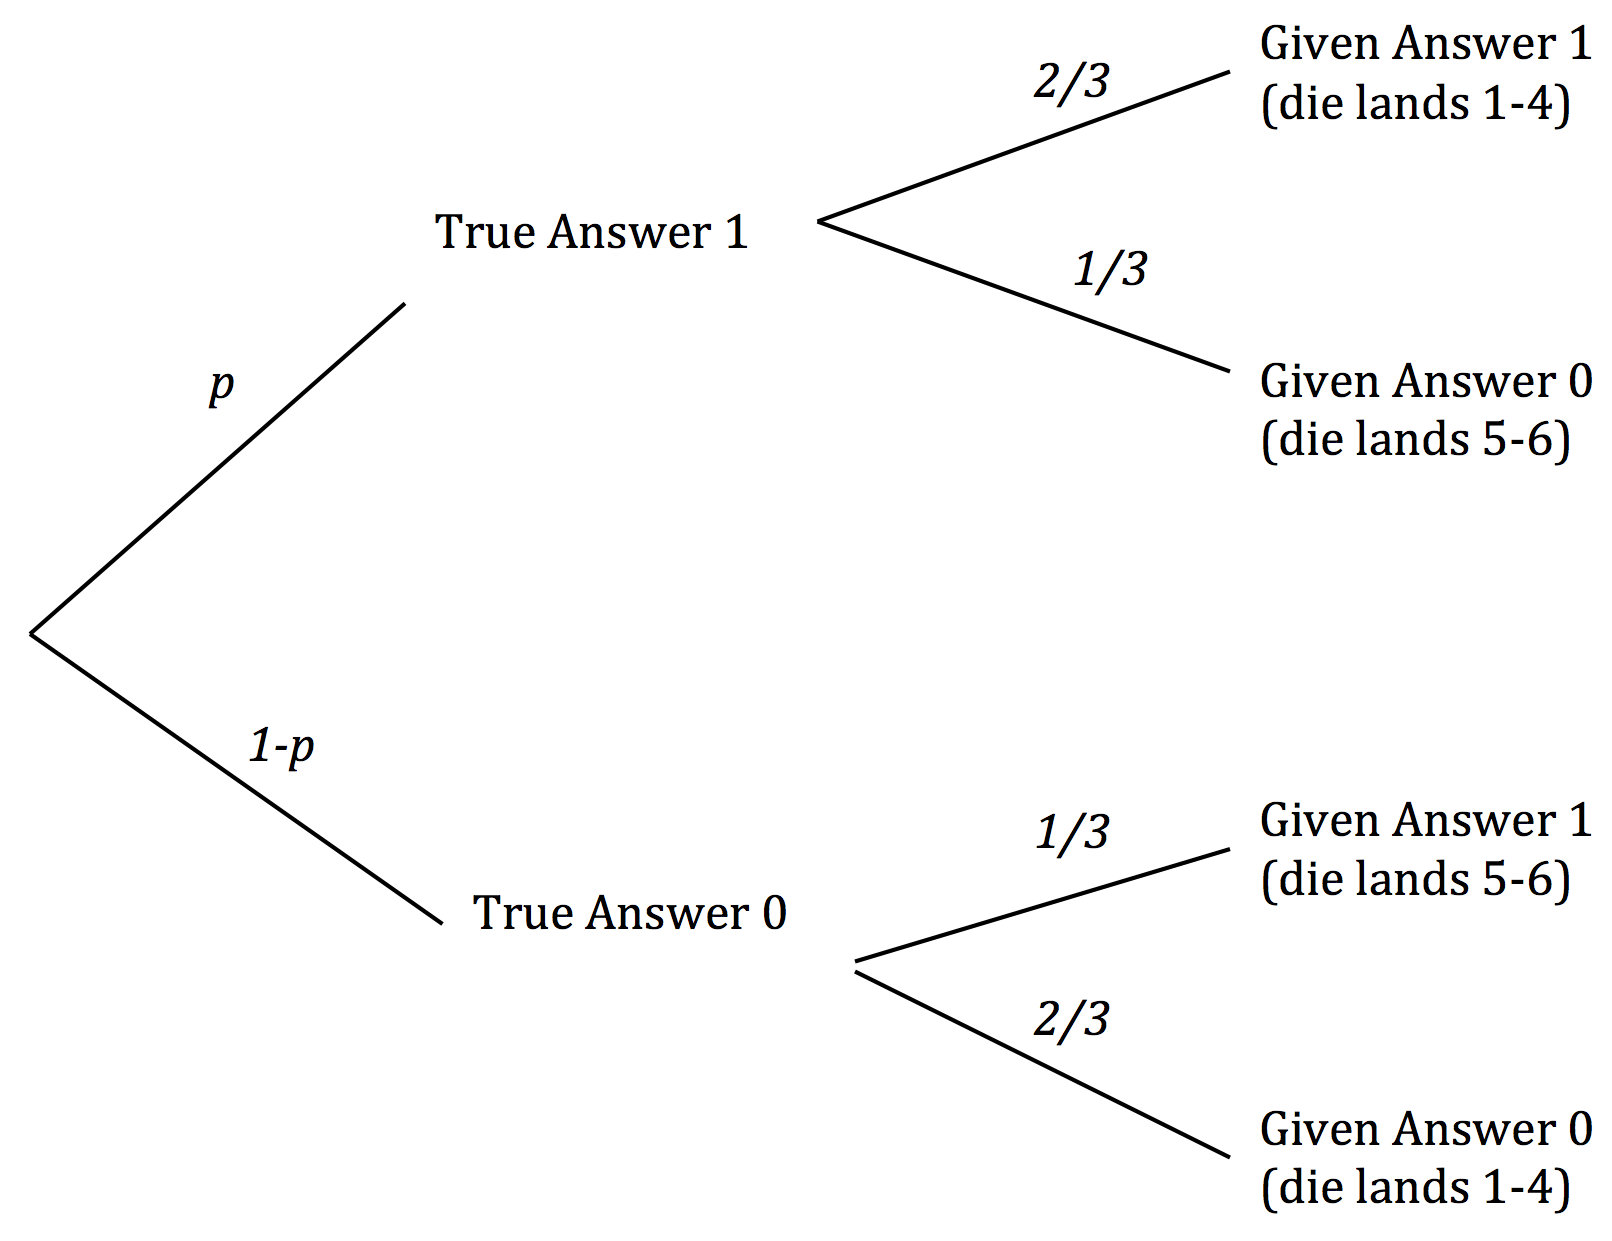 2/3
Given Answer 1
(die lands 1-4)
True Answer 1
1/3
Given Answer 0
(die lands 5-6)
p
1-p
True Answer 0
1/3
Given Answer 1
(die lands 5-6)
2/3
Given Answer 0
(die lands 1-4)